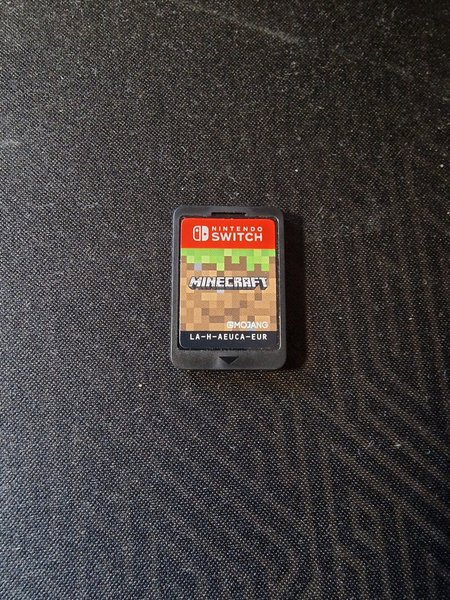 NINTENDO
SWITCH
MINECRAFT
MOJANG
LA-H-AEUCA-EUR